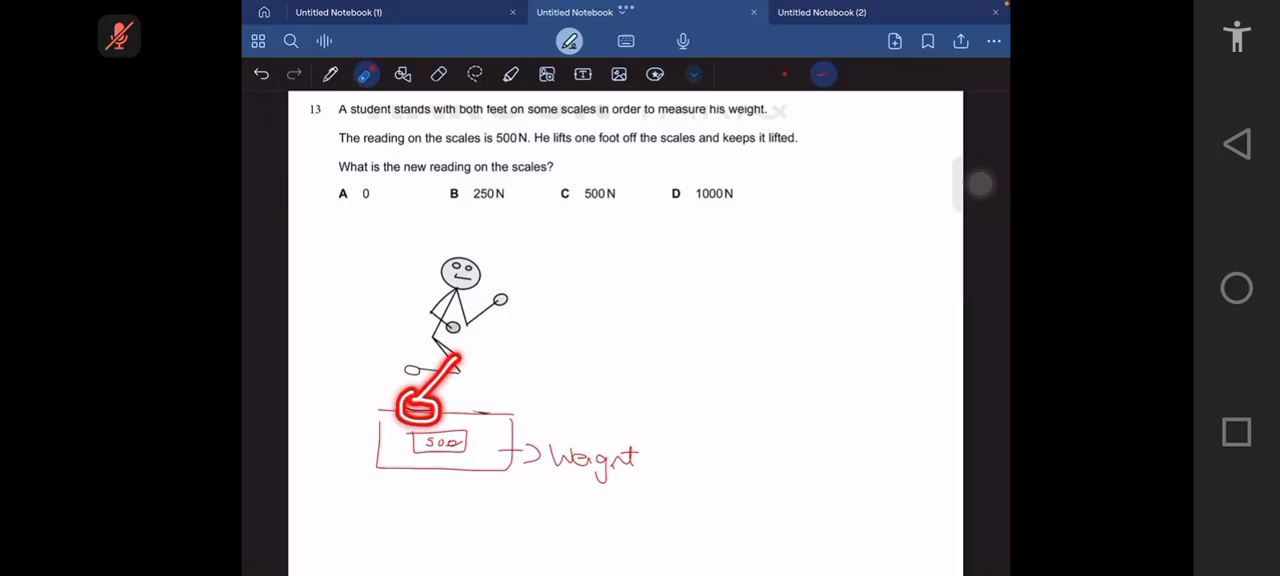 Untitled Notebook (1)
Untitled Notebook
Untitled Notebook (2)
13 A student stands with both feet on some scales in order to measure his weight.
The reading on the scales is 500 N. He lifts one foot off the scales and keeps it lifted.
What is the new reading on the scales?
A 0 B 250 N C 500 N D 1000 N
500
Weight